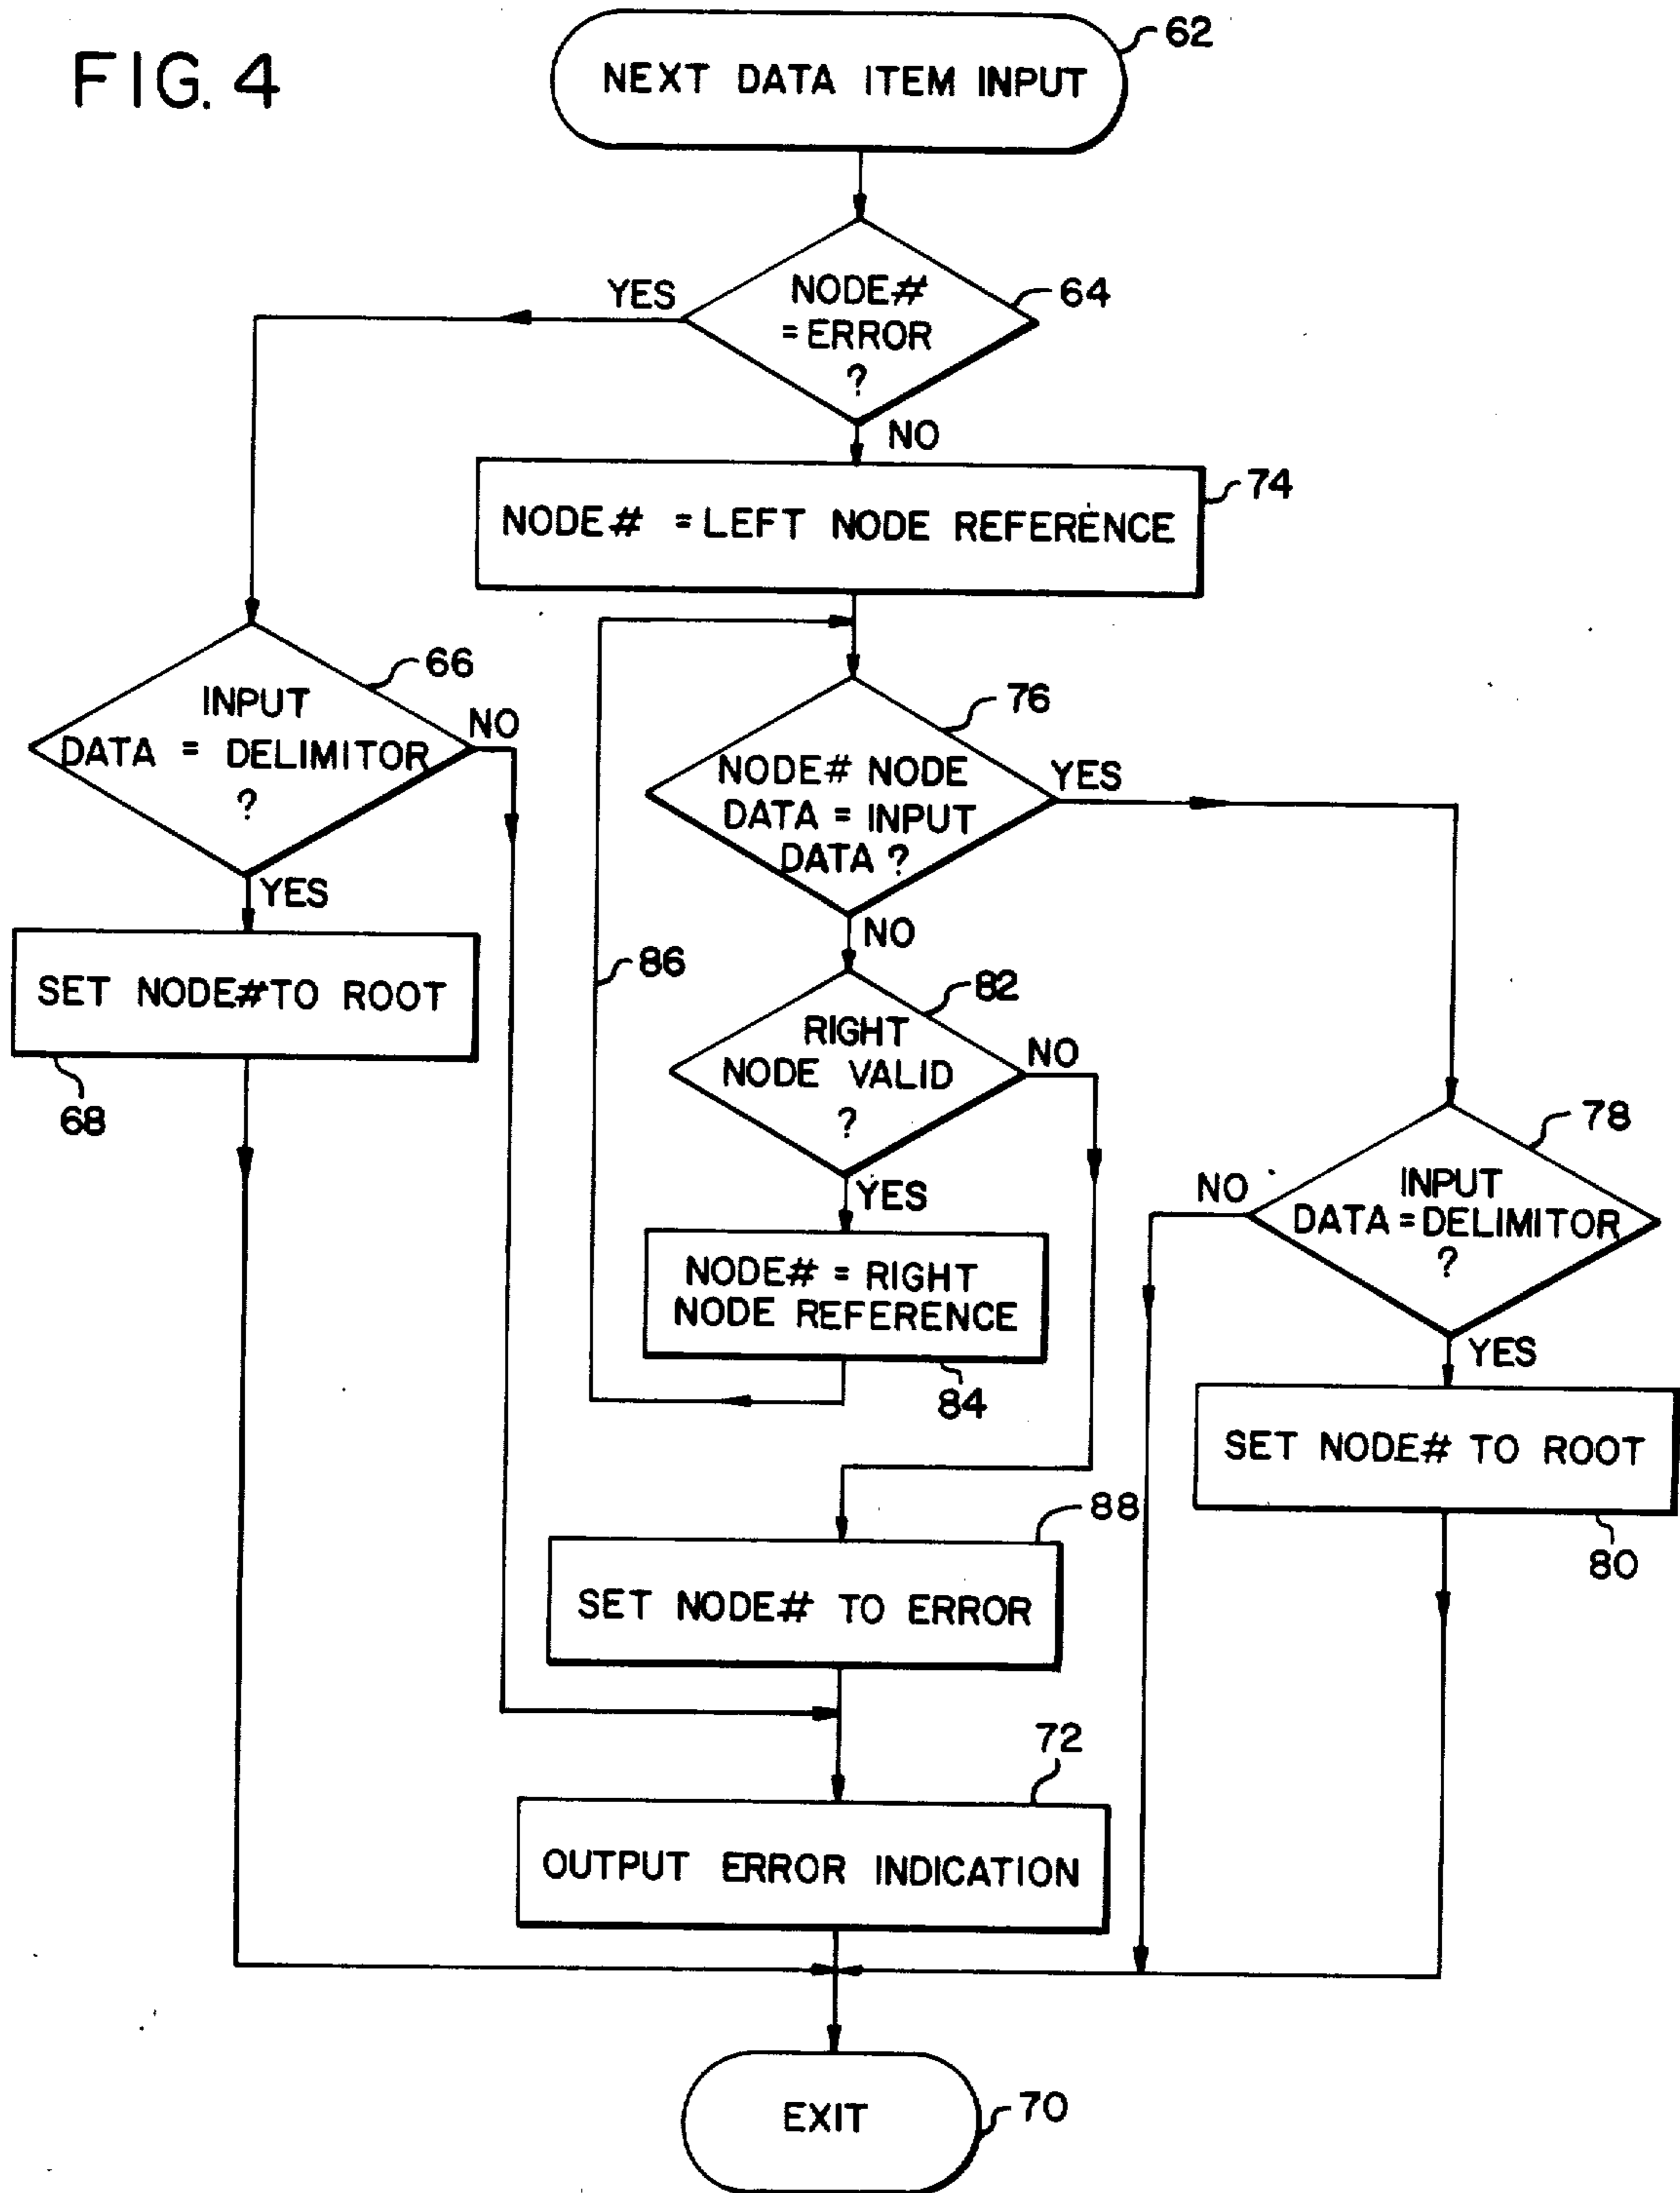 FIG. 4
NEXT DATA ITEM INPUT
62
NODE#
= ERROR
?
64
YES
NO
NODE# = LEFT NODE REFERENCE
74
INPUT
DATA = DELIMITOR
?
66
NO
YES
SET NODE# TO ROOT
68
NODE# NODE
DATA = INPUT
DATA ?
76
YES
NO
86
RIGHT
NODE VALID
?
82
NO
YES
NODE# = RIGHT
NODE REFERENCE
84
INPUT
DATA = DELIMITOR
?
78
NO
YES
SET NODE# TO ROOT
80
SET NODE# TO ERROR
88
OUTPUT ERROR INDICATION
72
EXIT
70